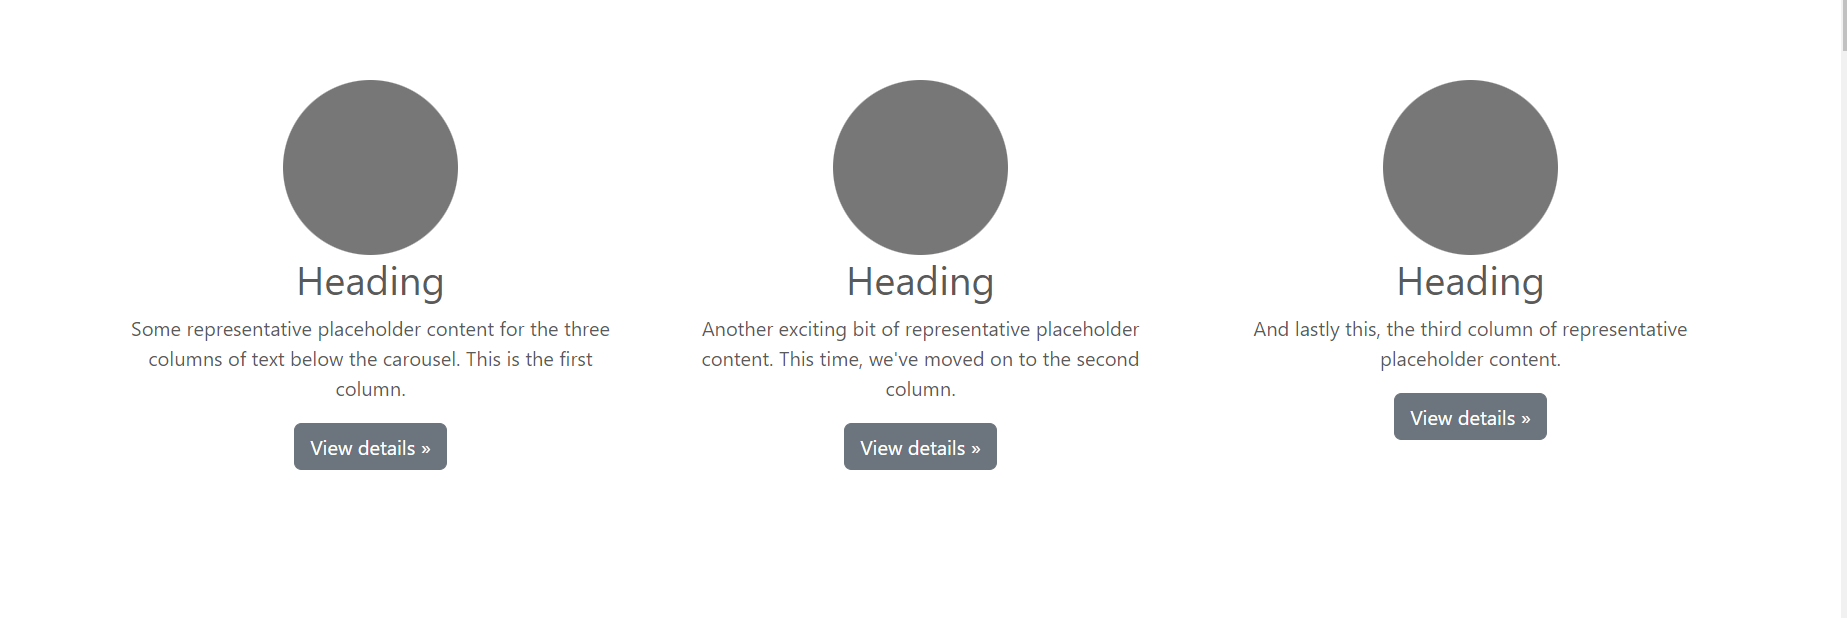 Heading
Some representative placeholder content for the three
columns of text below the carousel. This is the first
column.
View details »
Heading
Another exciting bit of representative placeholder
content. This time, we've moved on to the second
column.
View details »
Heading
And lastly this, the third column of representative
placeholder content.
View details »